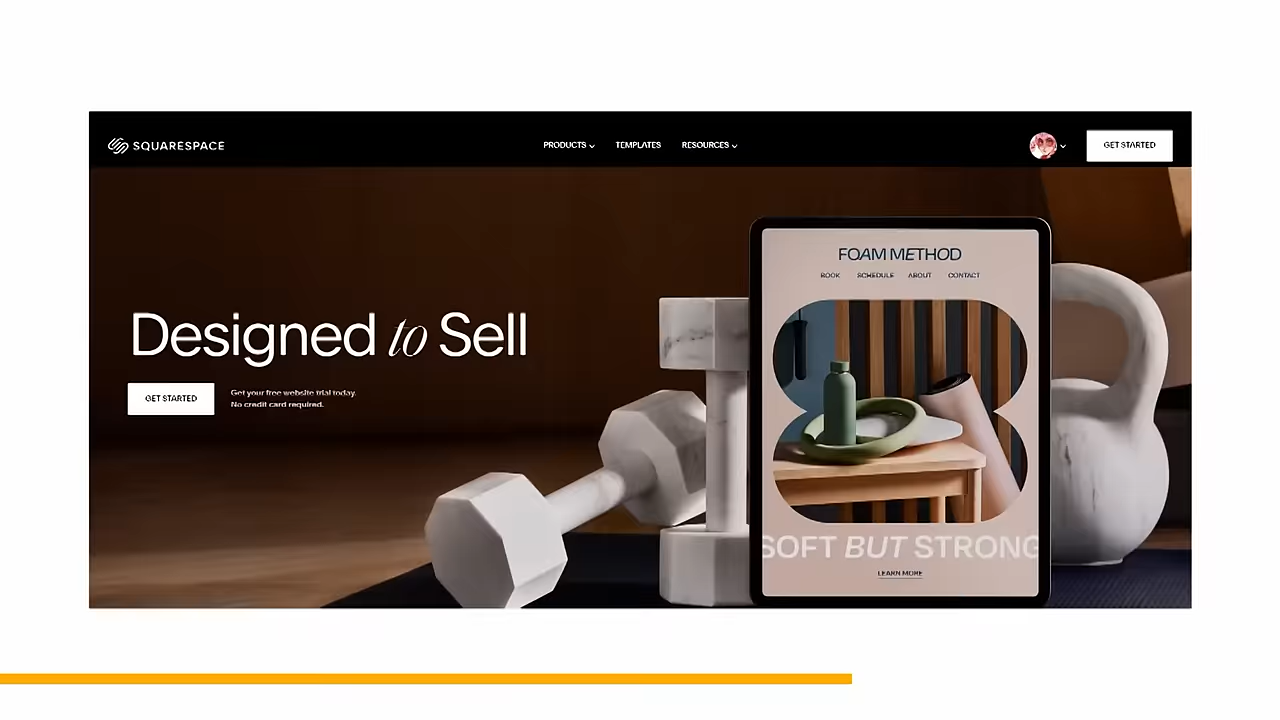 SQUARESPACE
PRODUCTS
TEMPLATES
RESOURCES
GET STARTED
Designed to Sell
GET STARTED
Get your free website trial today.
No credit card required.
FOAM METHOD
BOOK
SCHEDULE
ABOUT
CONTACT
SOFT BUT STRONG
LEARN MORE